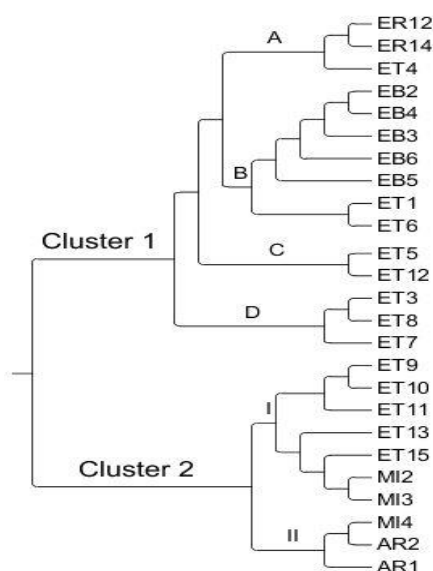 ER12
A
ER14
ET4
EB2
EB4
EB3
EB6
B
EB5
ET1
ET6
Cluster 1
C
ET5
ET12
ET3
D
ET8
ET7
ET9
ET10
I
ET11
ET13
ET15
Cluster 2
MI2
MI3
MI4
II
AR2
AR1